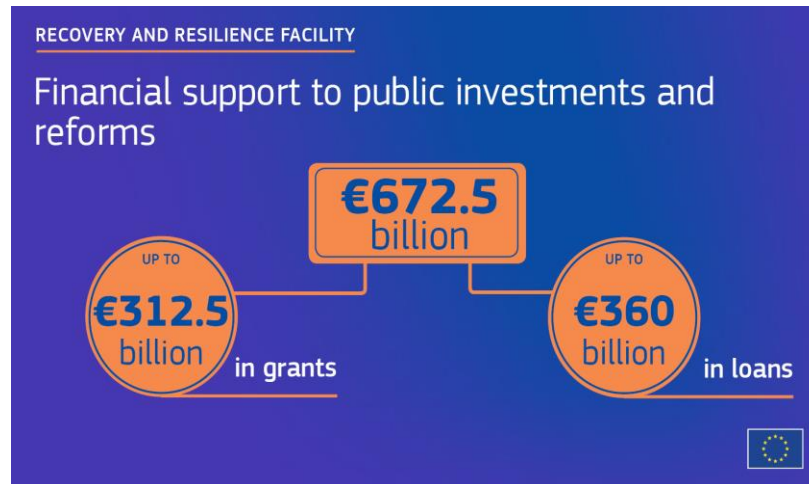 RECOVERY AND RESILIENCE FACILITY
Financial support to public investments and
reforms
€672.5
billion
UP TO
€312.5
billion
in grants
UP TO
€360
billion
in loans